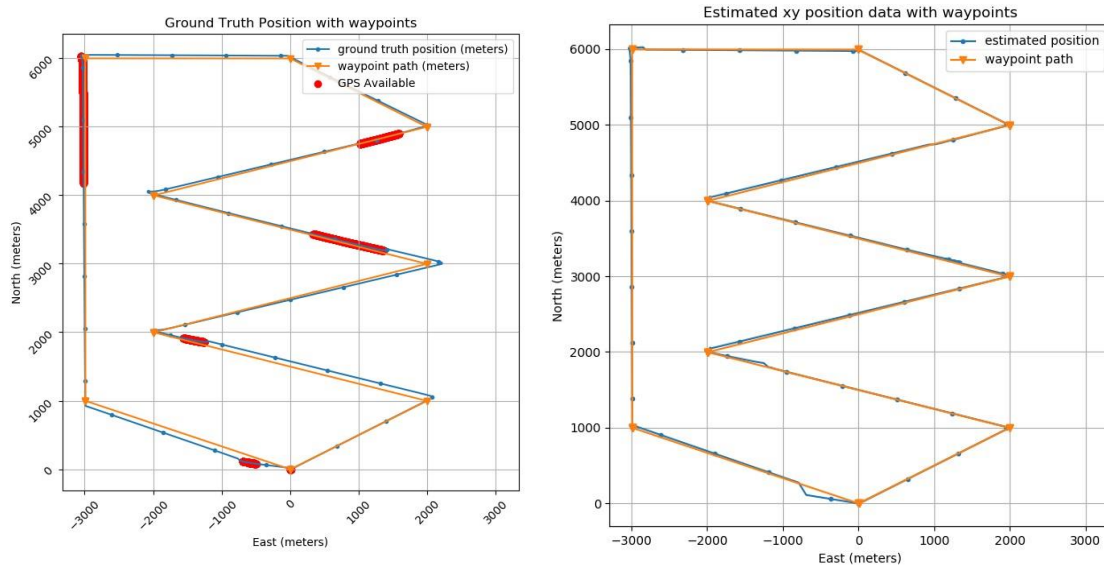 Ground Truth Position with waypoints
ground truth position (meters)
waypoint path (meters)
GPS Available
6000
5000
4000
3000
2000
1000
0
North (meters)
−3000 −2000 −1000 0 1000 2000 3000
East (meters)
Estimated xy position data with waypoints
estimated position
waypoint path
6000
5000
4000
3000
2000
1000
0
North (meters)
−3000 −2000 −1000 0 1000 2000 3000
East (meters)